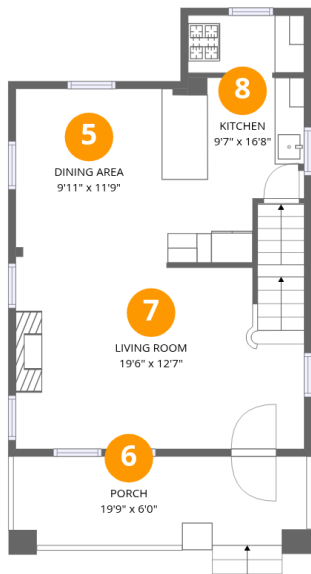 8
KITCHEN
9'7" x 16'8"
5
DINING AREA
9'11" x 11'9"
7
LIVING ROOM
19'6" x 12'7"
6
PORCH
19'9" x 6'0"